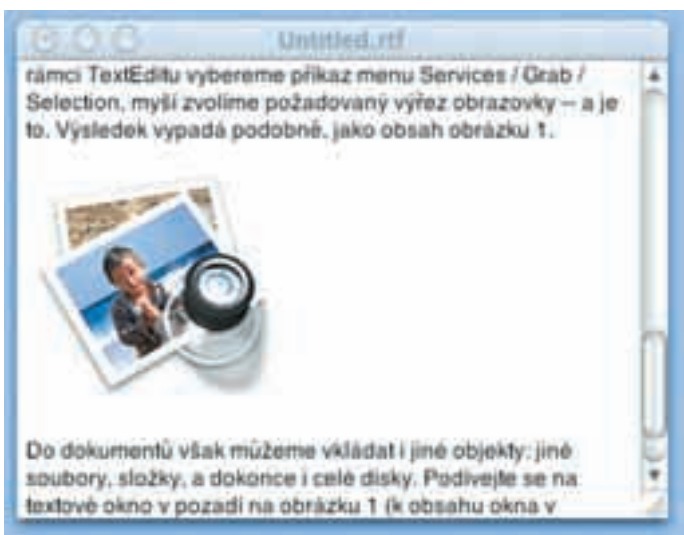 Untitled.rtf
rámci TextEditu vybereme příkaz menu Services / Grab /
Selection, myší zvolíme požadovaný výřez obrazovky – a je
to. Výsledek vypadá podobně, jako obsah obrázku 1.
Do dokumentů však můžeme vkládat i jiné objekty: jiné
soubory, složky, a dokonce i celé disky. Podívejte se na
textové okno v pozadí na obrázku 1 (k obsahu okna v